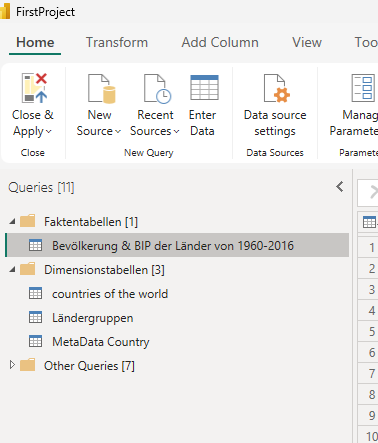 FirstProject
Home Transform Add Column View Too
Close & Apply New Source Recent Sources Enter Data Data source settings Manag Paramete
Close New Query Data Sources Paramete
Queries [11]
Faktentabellen [1]
Bevölkerung & BIP der Länder von 1960-2016
Dimensionstabellen [3]
countries of the world
Ländergruppen
MetaData Country
Other Queries [7]
1
2
3
4
5
6
7
8
9
10